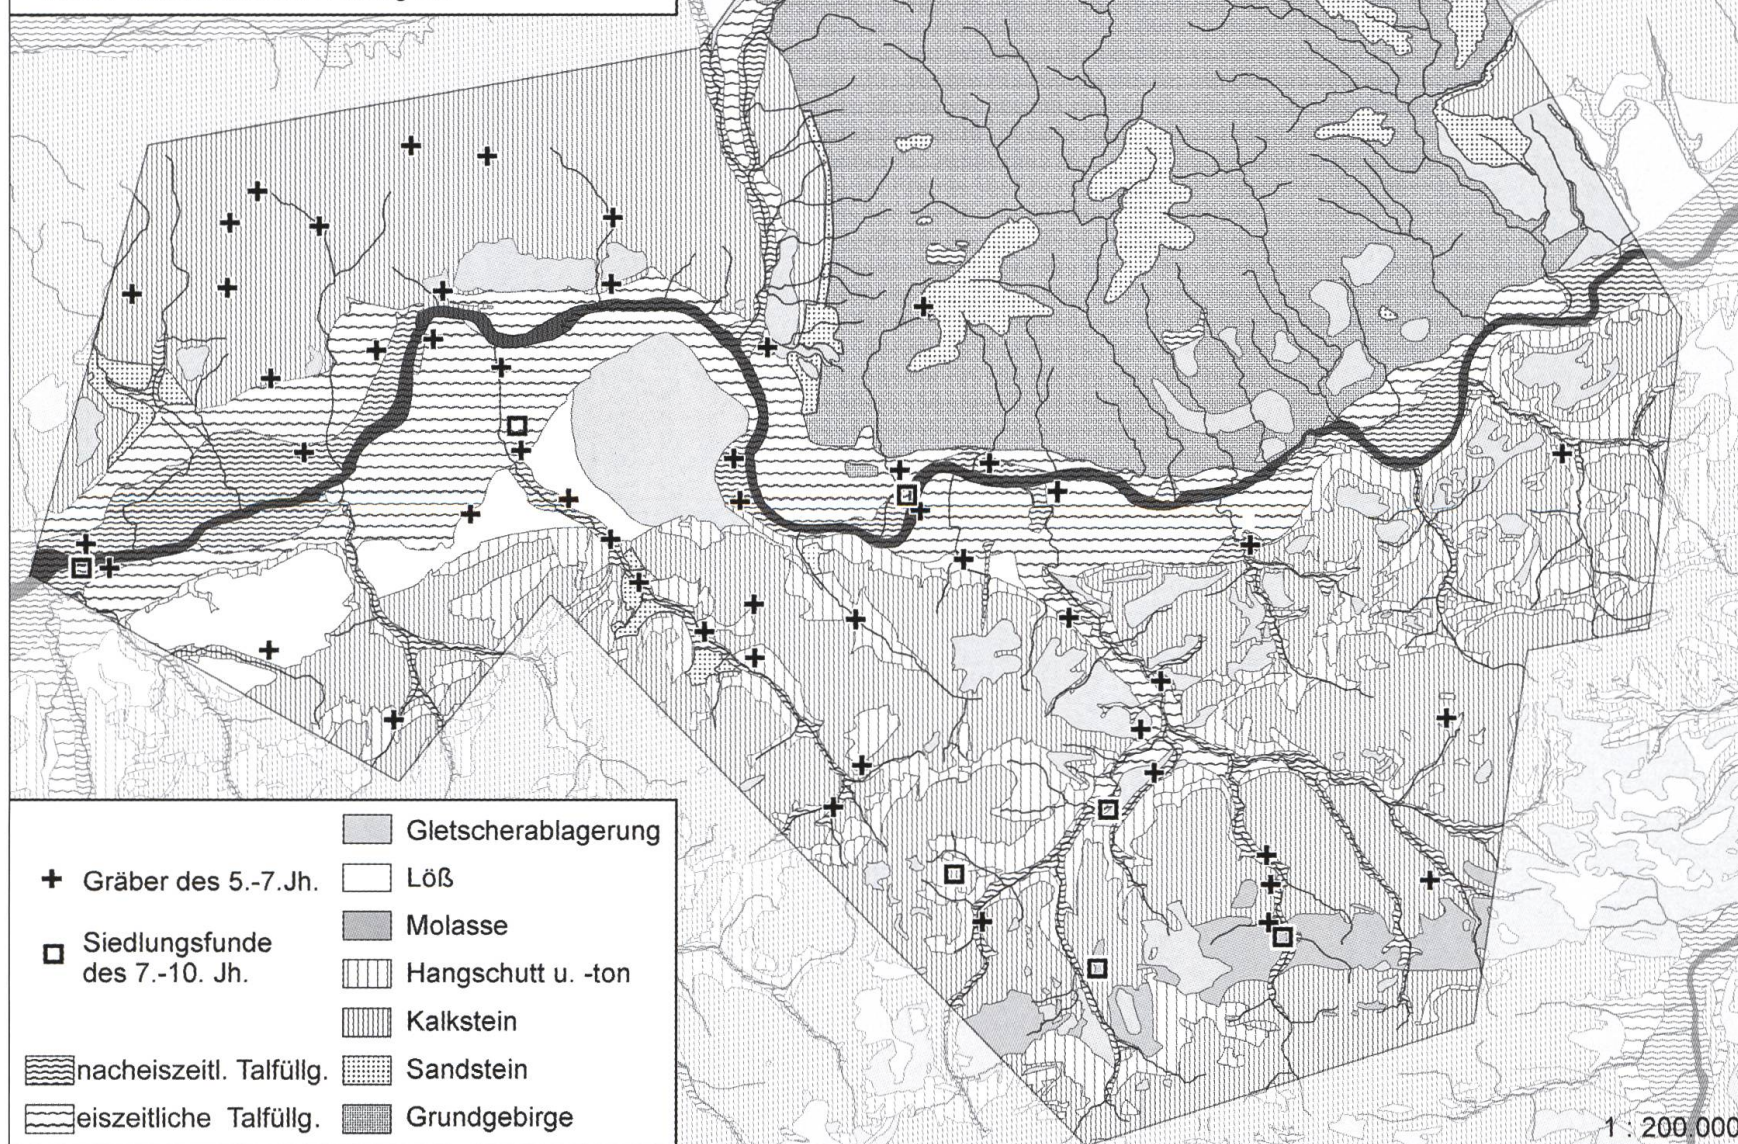 Gräber des 5.-7.Jh.
Siedlungsfunde
des 7.-10. Jh.
nacheiszeitl. Talfüllg.
eiszeitliche Talfüllg.
Gletscherablagerung
Löß
Molasse
Hangschutt u. -ton
Kalkstein
Sandstein
Grundgebirge
1 : 200.000